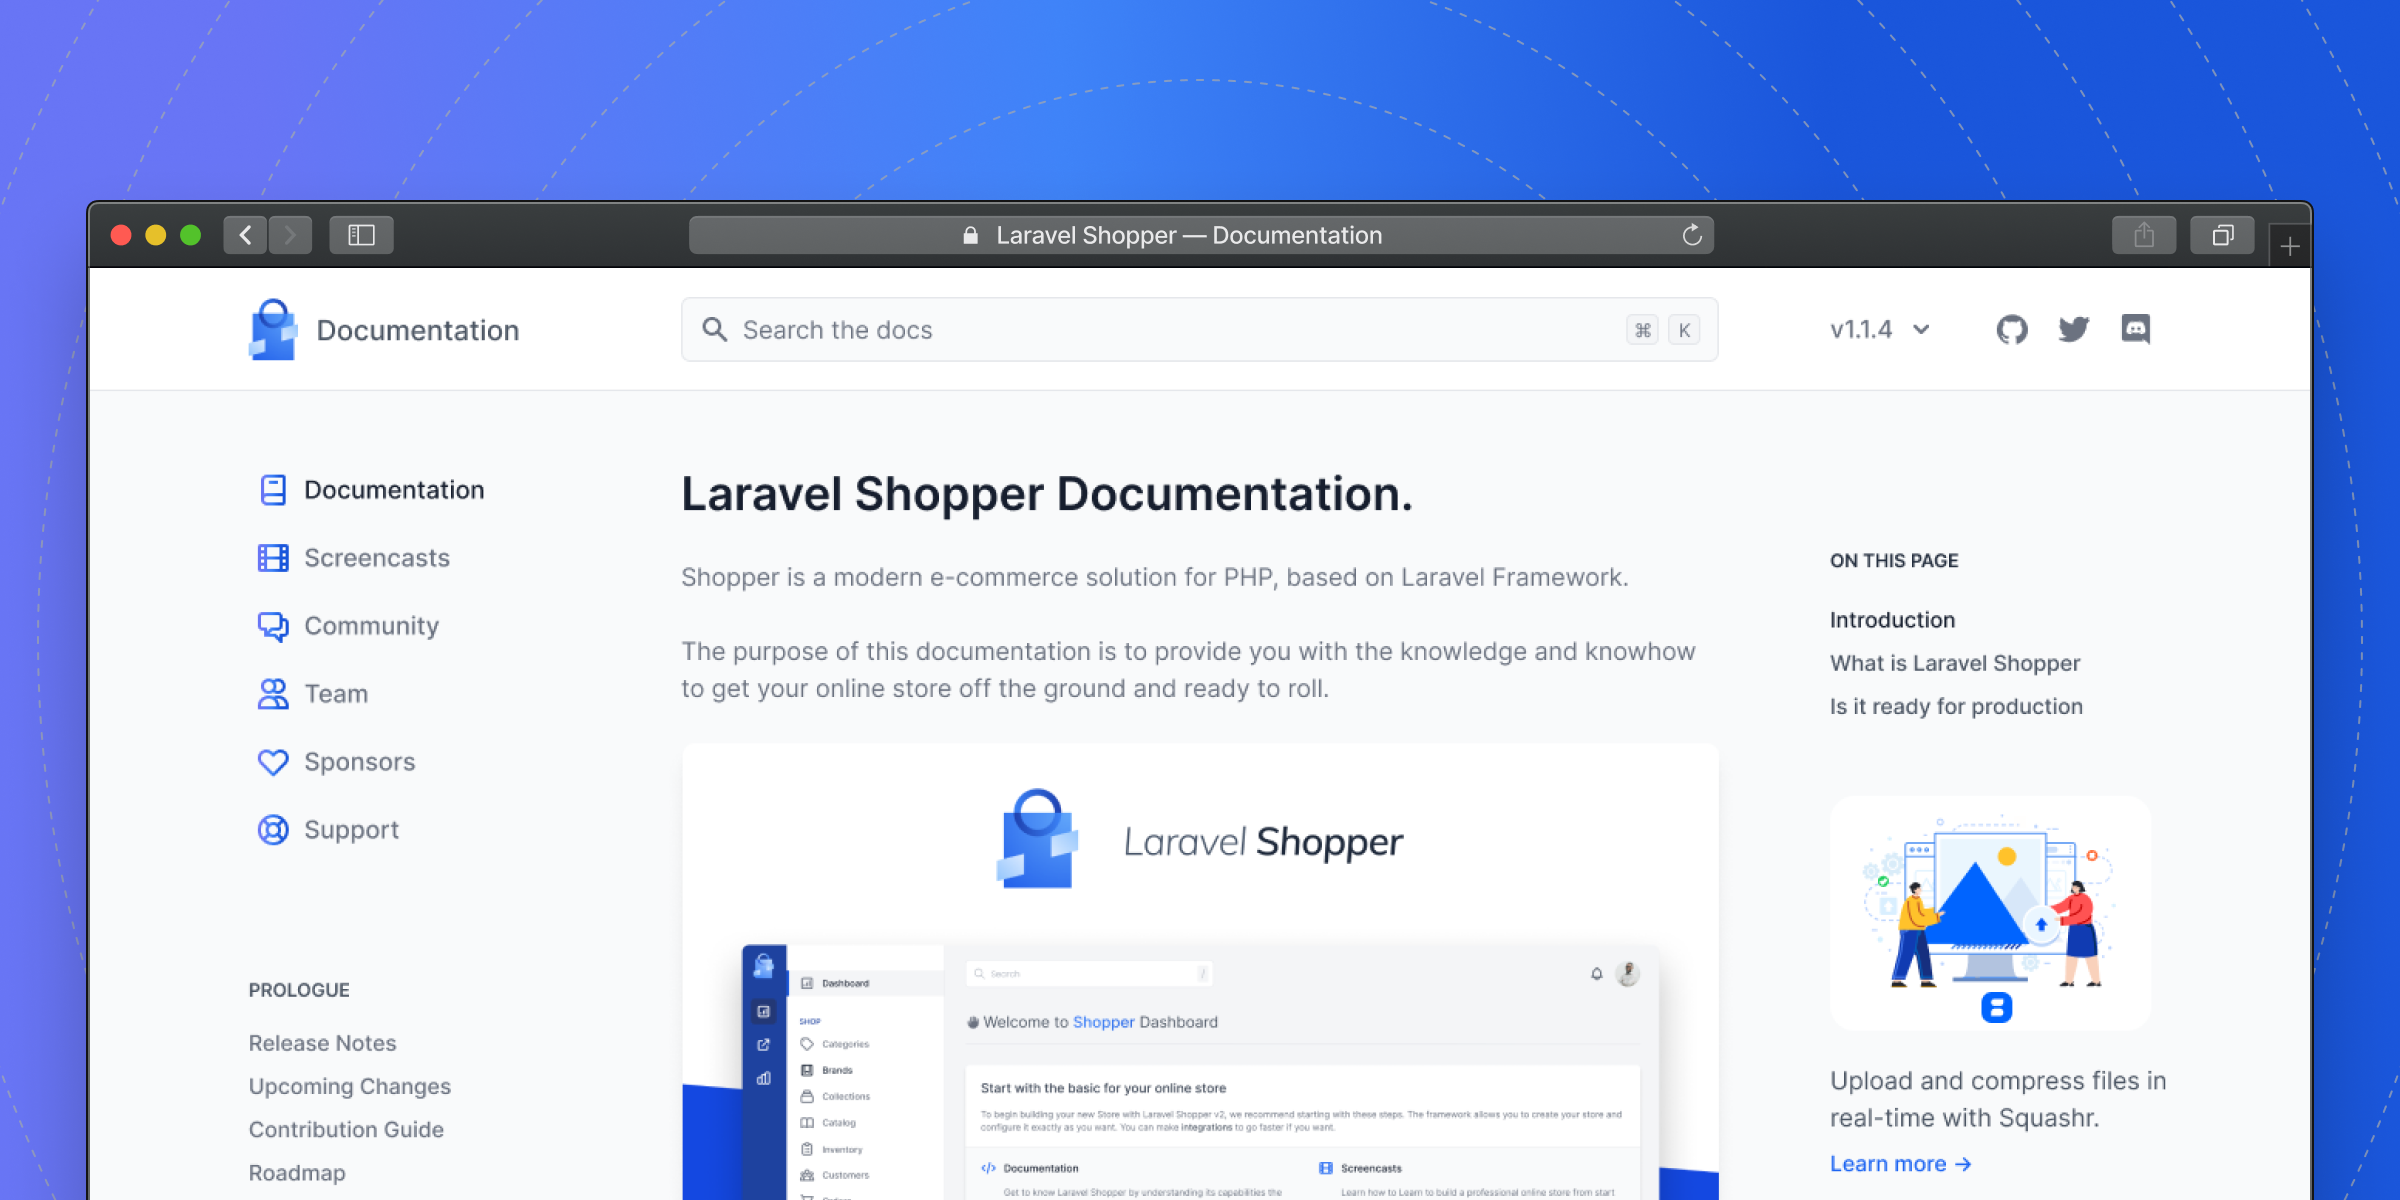 Laravel Shopper — Documentation
Documentation
Search the docs
⌘ K
v1.1.4
Documentation
Screencasts
Community
Team
Sponsors
Support
PROLOGUE
Release Notes
Upcoming Changes
Contribution Guide
Roadmap
Laravel Shopper Documentation.
Shopper is a modern e-commerce solution for PHP, based on Laravel Framework.
The purpose of this documentation is to provide you with the knowledge and knowhow
to get your online store off the ground and ready to roll.
Laravel Shopper
Dashboard
SHOP
Categories
Brands
Collections
Catalog
Inventory
Customers
Search /
Welcome to Shopper Dashboard
Start with the basic for your online store
To begin building your new Store with Laravel Shopper v2, we recommend starting with these steps. The framework allows you to create your store and
configure it exactly as you want. You can make integrations to go faster if you want.
Documentation
Get to know Laravel Shopper by understanding its capabilities the
Screencasts
Learn how to Learn to build a professional online store from start
ON THIS PAGE
Introduction
What is Laravel Shopper
Is it ready for production
Upload and compress files in
real-time with Squashr.
Learn more →